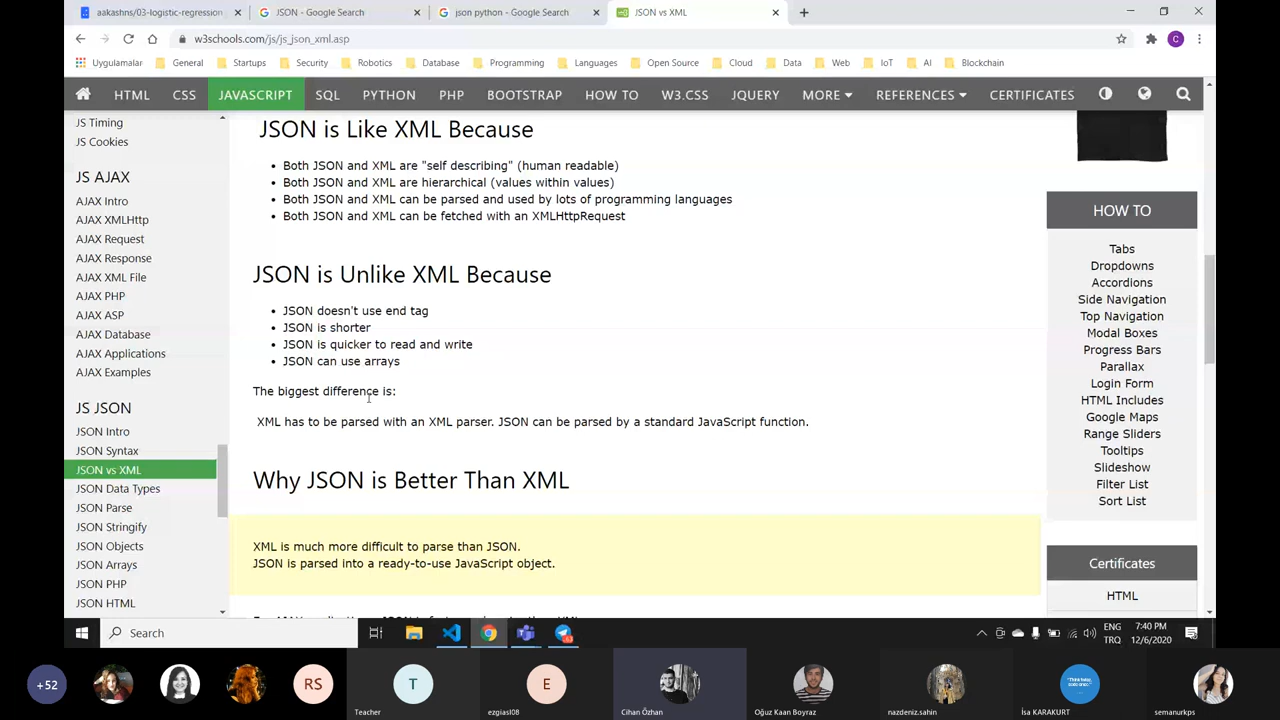 aakashns/03-logistic-regression
JSON - Google Search
json python - Google Search
JSON vs XML
w3schools.com/js/js_json_xml.asp
C
Uygulamalar
General
Startups
Security
Robotics
Database
Programming
Languages
Open Source
Cloud
Data
Web
IoT
AI
Blockchain
HTML
CSS
JAVASCRIPT
SQL
PYTHON
PHP
BOOTSTRAP
HOW TO
W3.CSS
JQUERY
MORE
REFERENCES
CERTIFICATES
JS Timing
JS Cookies
JS AJAX
AJAX Intro
AJAX XMLHttp
AJAX Request
AJAX Response
AJAX XML File
AJAX PHP
AJAX ASP
AJAX Database
AJAX Applications
AJAX Examples
JS JSON
JSON Intro
JSON Syntax
JSON vs XML
JSON Data Types
JSON Parse
JSON Stringify
JSON Objects
JSON Arrays
JSON PHP
JSON HTML
JSON is Like XML Because
Both JSON and XML are "self describing" (human readable)
Both JSON and XML are hierarchical (values within values)
Both JSON and XML can be parsed and used by lots of programming languages
Both JSON and XML can be fetched with an XMLHttpRequest
JSON is Unlike XML Because
JSON doesn't use end tag
JSON is shorter
JSON is quicker to read and write
JSON can use arrays
The biggest difference is:
XML has to be parsed with an XML parser. JSON can be parsed by a standard JavaScript function.
Why JSON is Better Than XML
XML is much more difficult to parse than JSON.
JSON is parsed into a ready-to-use JavaScript object.
HOW TO
Tabs
Dropdowns
Accordions
Side Navigation
Top Navigation
Modal Boxes
Progress Bars
Parallax
Login Form
HTML Includes
Google Maps
Range Sliders
Tooltips
Slideshow
Filter List
Sort List
Certificates
HTML
Search
ENG
TRQ
7:40 PM
12/6/2020
+52
RS
T
Teacher
E
ezgiasl08
Cihan Özhan
Oğuz Kaan Boyraz
nazdeniz.sahin
İsa KARAKURT
semanurkps